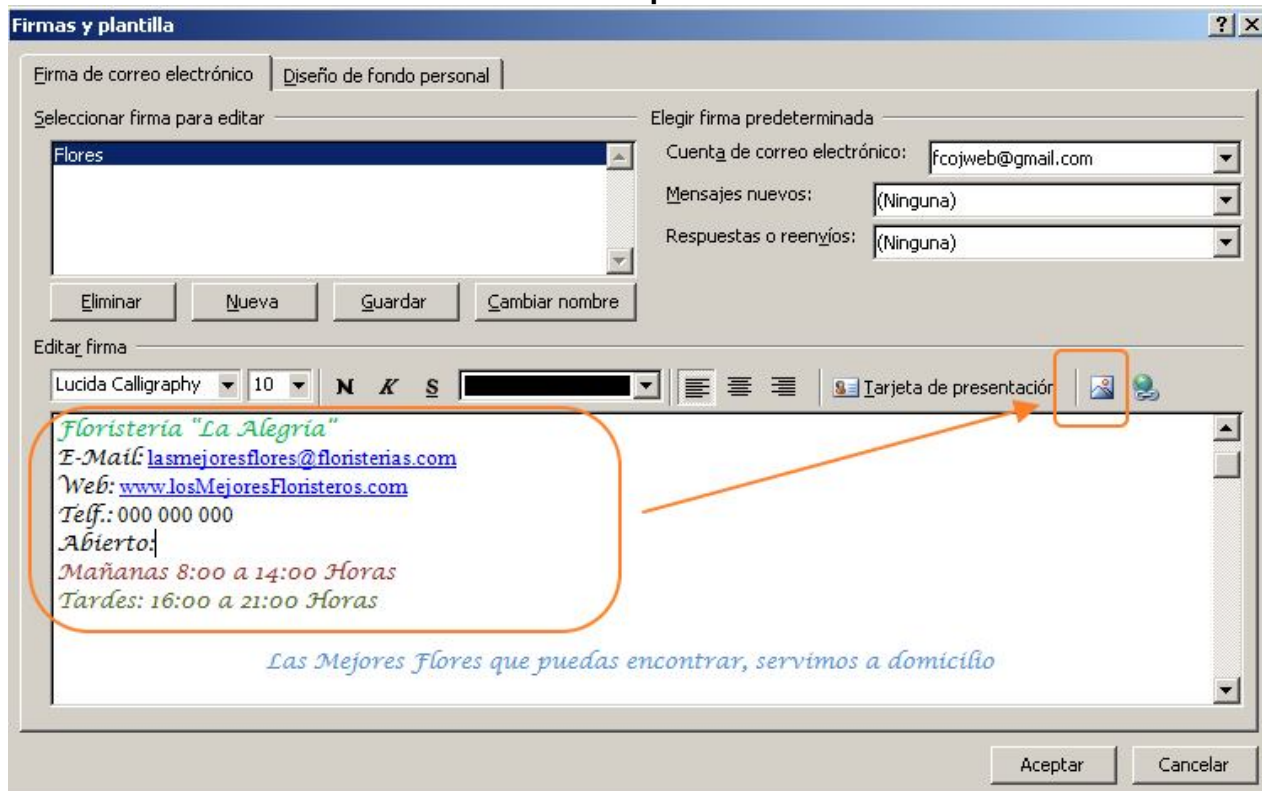 Firmas y plantilla
Firma de correo electrónico
Diseño de fondo personal
Seleccionar firma para editar
Flores
Eliminar
Nueva
Guardar
Cambiar nombre
Elegir firma predeterminada
Cuenta de correo electrónico: fcojweb@gmail.com
Mensajes nuevos: (Ninguna)
Respuestas o reenvíos: (Ninguna)
Editar firma
Lucida Calligraphy 10 N K S Tarjeta de presentación
Floristería "La Alegría"
E-Mail: lasmejoresflores@floristerias.com
Web: www.losMejoresFloristeros.com
Telf.: 000 000 000
Abierto:
Mañanas 8:00 a 14:00 Horas
Tardes: 16:00 a 21:00 Horas
Las Mejores Flores que puedas encontrar, servimos a domicilio
Aceptar
Cancelar